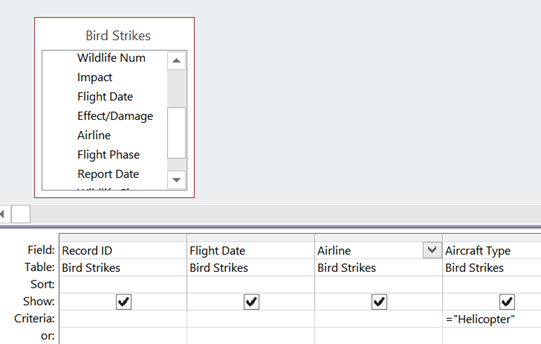 Bird Strikes
Wildlife Num
Impact
Flight Date
Effect/Damage
Airline
Flight Phase
Report Date
Field: Record ID Flight Date Airline Aircraft Type
Table: Bird Strikes Bird Strikes Bird Strikes Bird Strikes
Sort:
Show:
Criteria: ="Helicopter"
or: